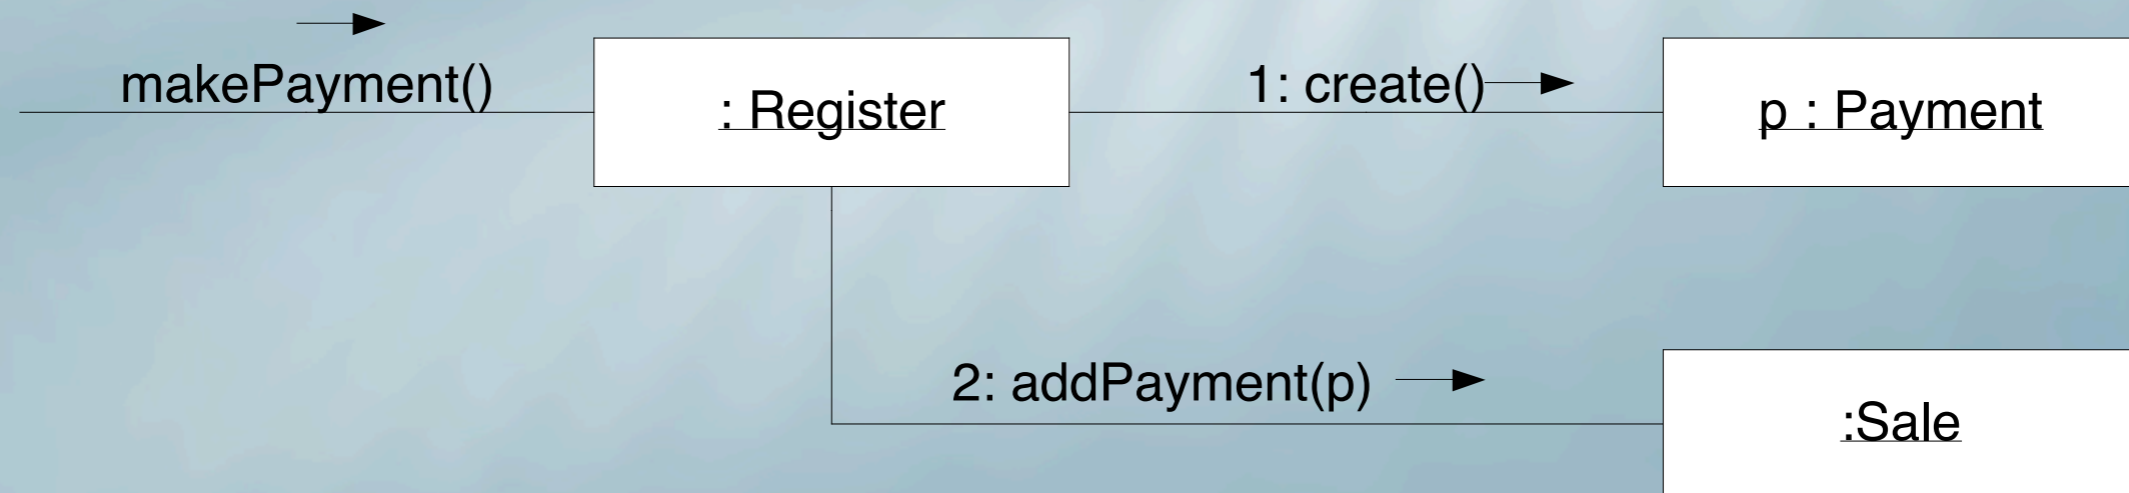 makePayment()
: Register
1: create()
p : Payment
2: addPayment(p)
:Sale